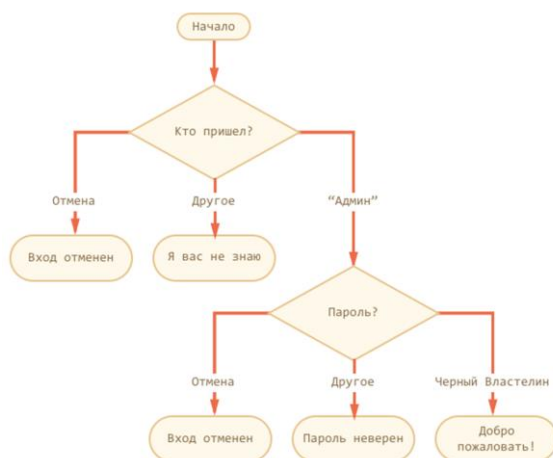 Начало
Кто пришел?
Отмена
Другое
“Админ”
Вход отменен
Я вас не знаю
Пароль?
Отмена
Другое
Черный Властелин
Вход отменен
Пароль неверен
Добро
пожаловать!